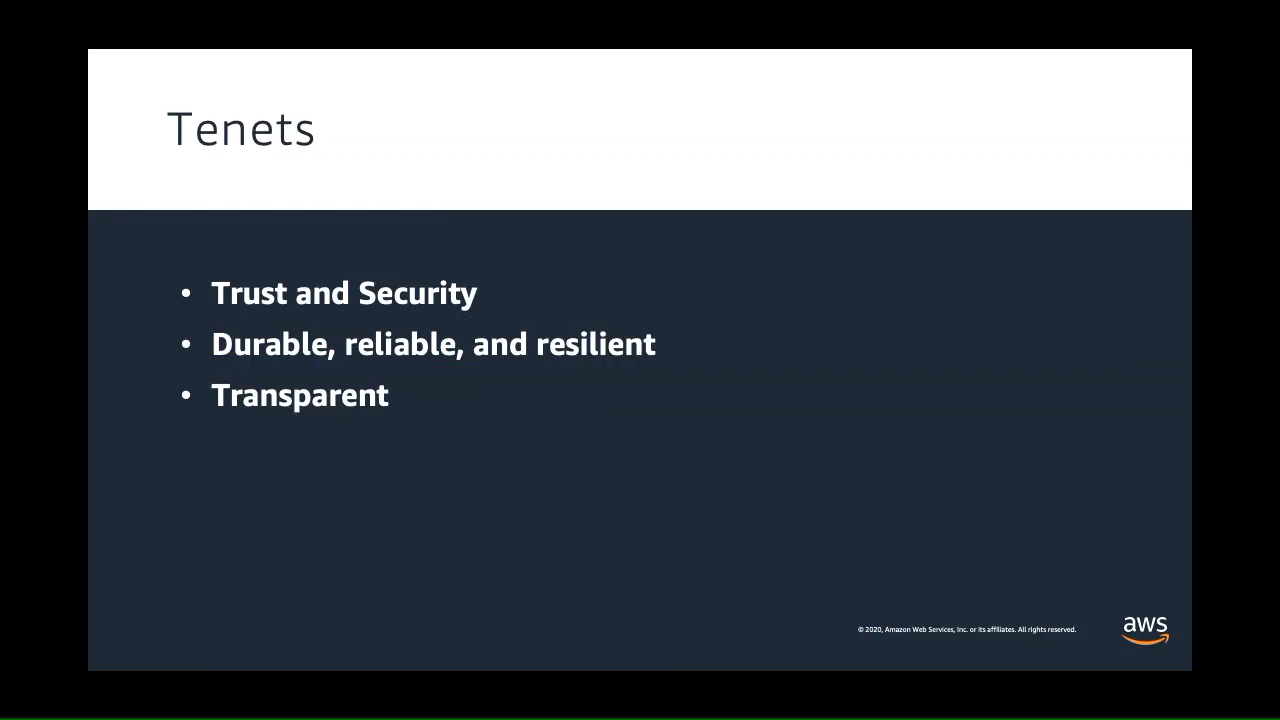 Tenets
• Trust and Security
• Durable, reliable, and resilient
• Transparent
© 2020, Amazon Web Services, Inc. or its affiliates. All rights reserved.
aws